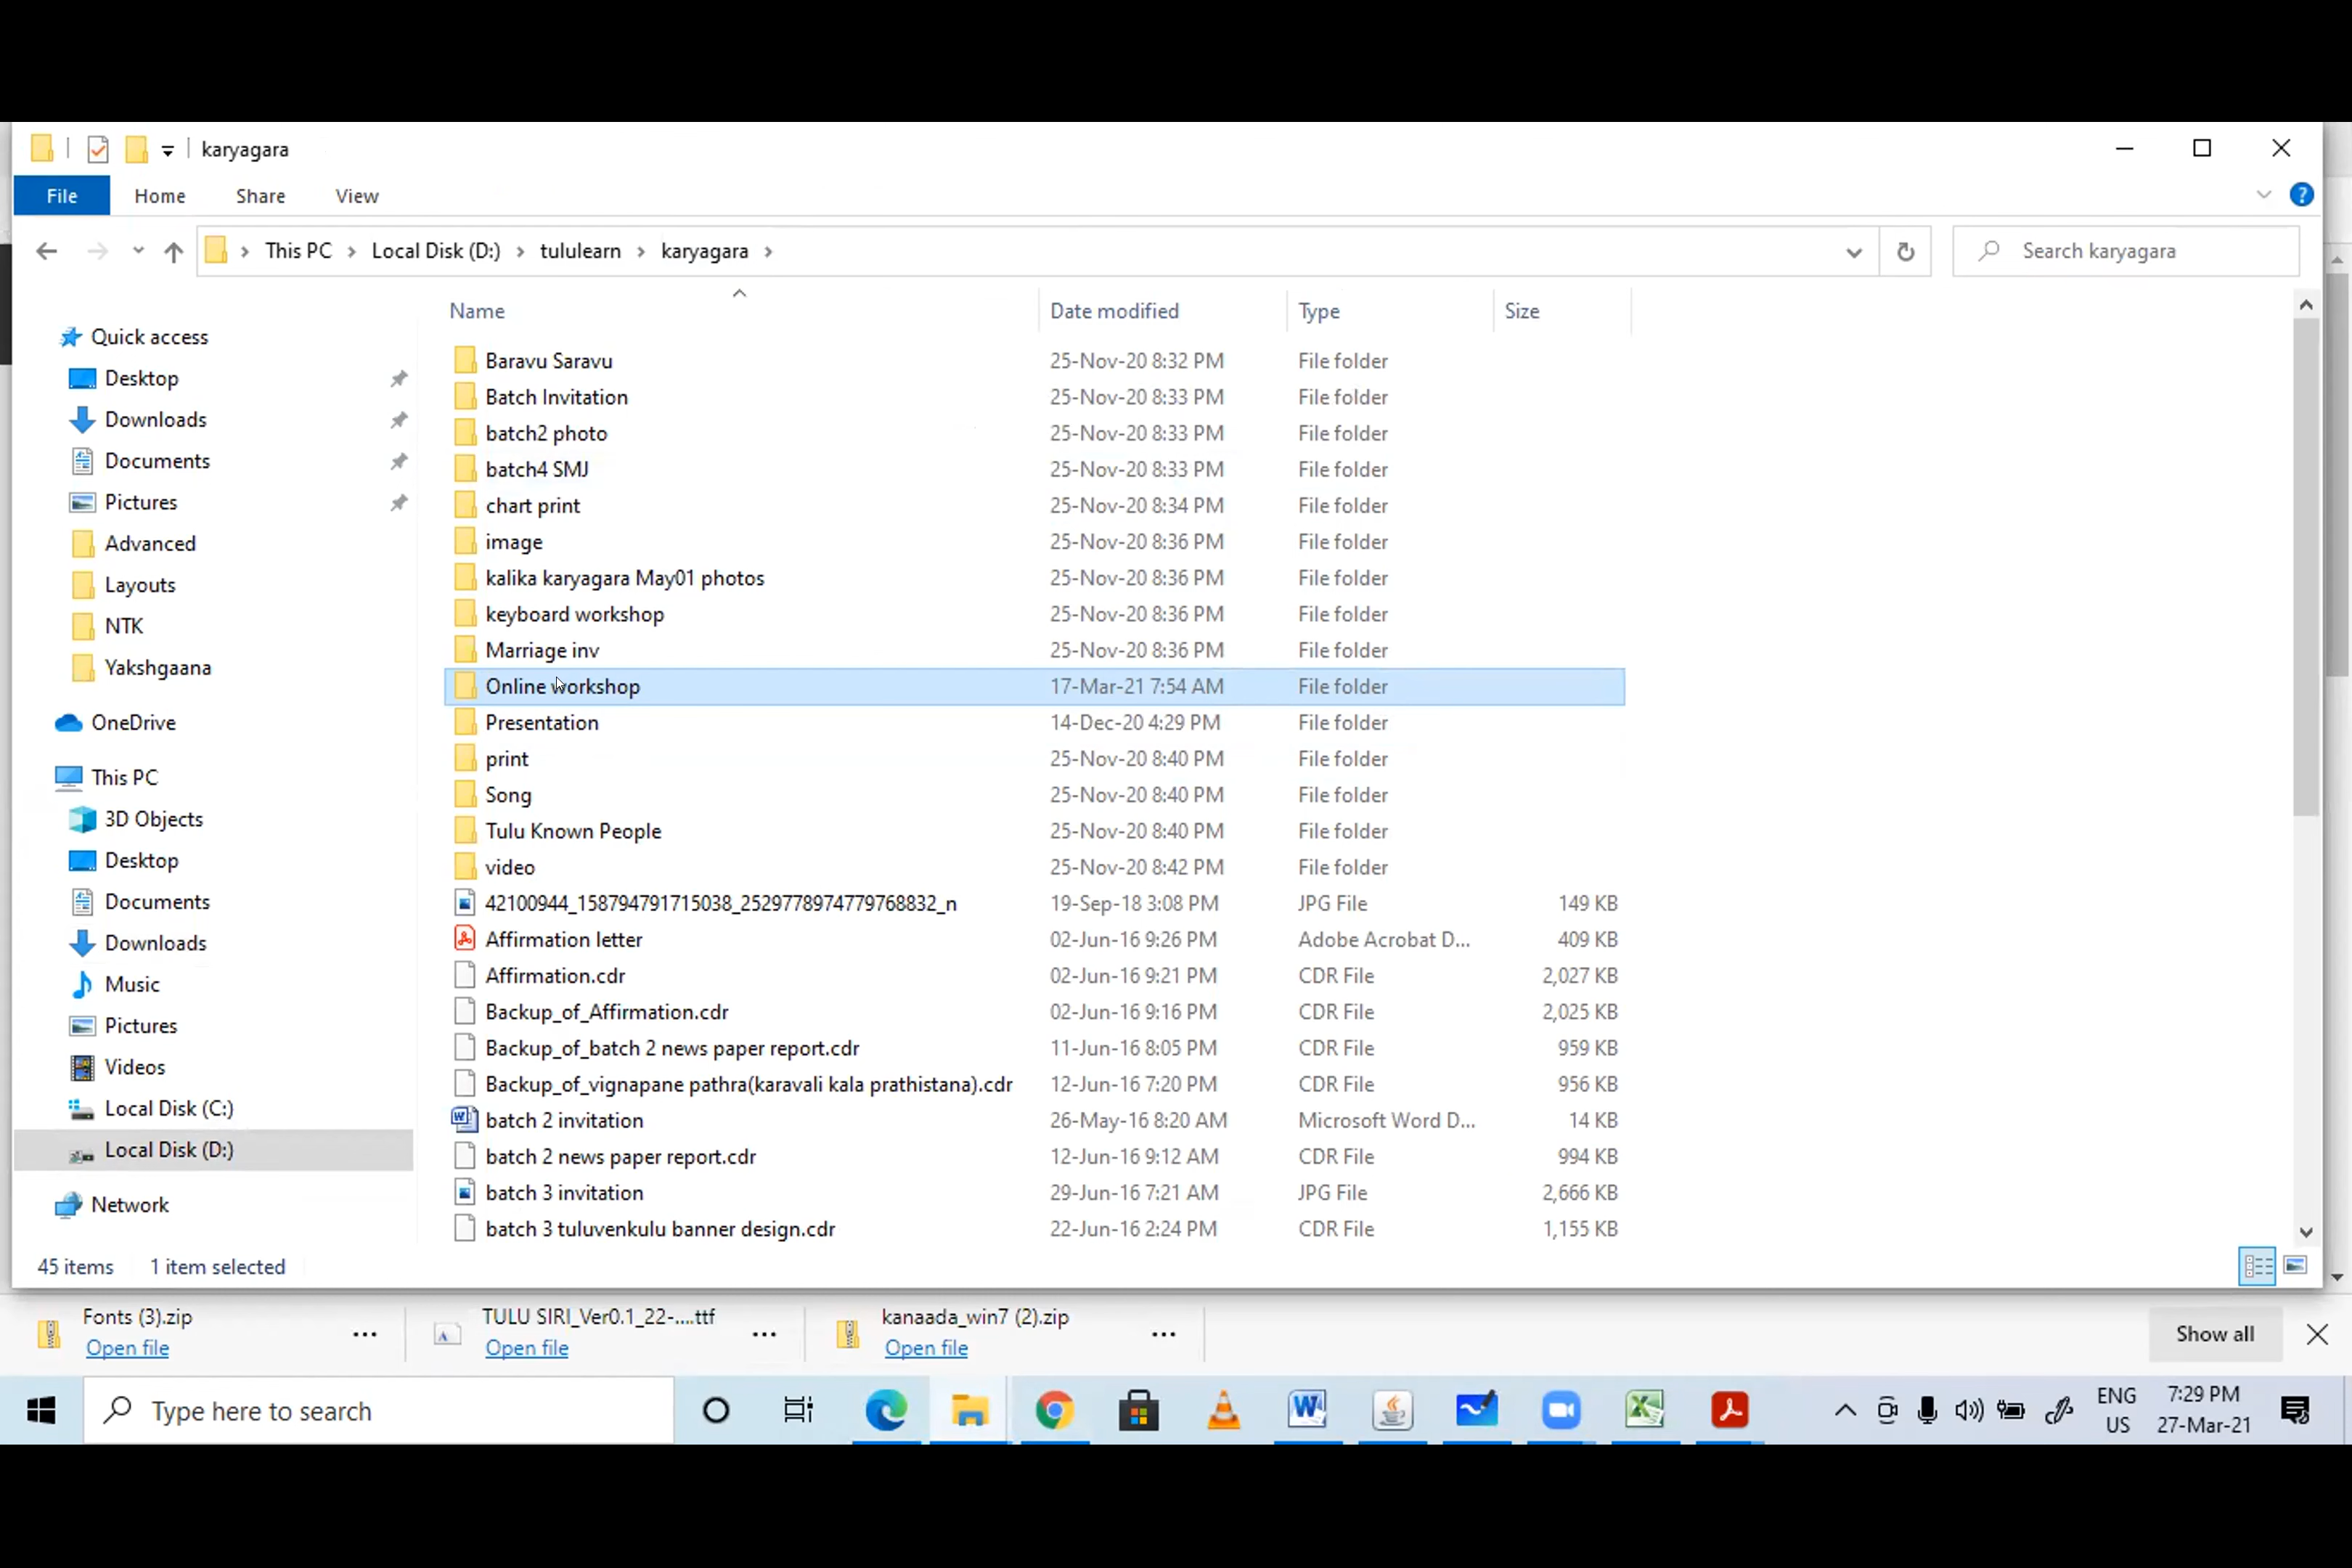 karyagara
File Home Share View
This PC Local Disk (D:) tululearn karyagara
Search karyagara
Name Date modified Type Size
Quick access
Desktop
Downloads
Documents
Pictures
Advanced
Layouts
NTK
Yakshgaana
OneDrive
This PC
3D Objects
Desktop
Documents
Downloads
Music
Pictures
Videos
Local Disk (C:)
Local Disk (D:)
Network
Baravu Saravu 25-Nov-20 8:32 PM File folder
Batch Invitation 25-Nov-20 8:33 PM File folder
batch2 photo 25-Nov-20 8:33 PM File folder
batch4 SMJ 25-Nov-20 8:33 PM File folder
chart print 25-Nov-20 8:34 PM File folder
image 25-Nov-20 8:36 PM File folder
kalika karyagara May01 photos 25-Nov-20 8:36 PM File folder
keyboard workshop 25-Nov-20 8:36 PM File folder
Marriage inv 25-Nov-20 8:36 PM File folder
Online workshop 17-Mar-21 7:54 AM File folder
Presentation 14-Dec-20 4:29 PM File folder
print 25-Nov-20 8:40 PM File folder
Song 25-Nov-20 8:40 PM File folder
Tulu Known People 25-Nov-20 8:40 PM File folder
video 25-Nov-20 8:42 PM File folder
42100944_158794791715038_2529778974779768832_n 19-Sep-18 3:08 PM JPG File 149 KB
Affirmation letter 02-Jun-16 9:26 PM Adobe Acrobat D... 409 KB
Affirmation.cdr 02-Jun-16 9:21 PM CDR File 2,027 KB
Backup_of_Affirmation.cdr 02-Jun-16 9:16 PM CDR File 2,025 KB
Backup_of_batch 2 news paper report.cdr 11-Jun-16 8:05 PM CDR File 959 KB
Backup_of_vignapane pathra(karavali kala prathistana).cdr 12-Jun-16 7:20 PM CDR File 956 KB
batch 2 invitation 26-May-16 8:20 AM Microsoft Word D... 14 KB
batch 2 news paper report.cdr 12-Jun-16 9:12 AM CDR File 994 KB
batch 3 invitation 29-Jun-16 7:21 AM JPG File 2,666 KB
batch 3 tuluvenkulu banner design.cdr 22-Jun-16 2:24 PM CDR File 1,155 KB
45 items 1 item selected
Fonts (3).zip
Open file
TULU SIRI_Ver0.1_22-....ttf
Open file
kanaada_win7 (2).zip
Open file
Show all
Type here to search
ENG
US
7:29 PM
27-Mar-21